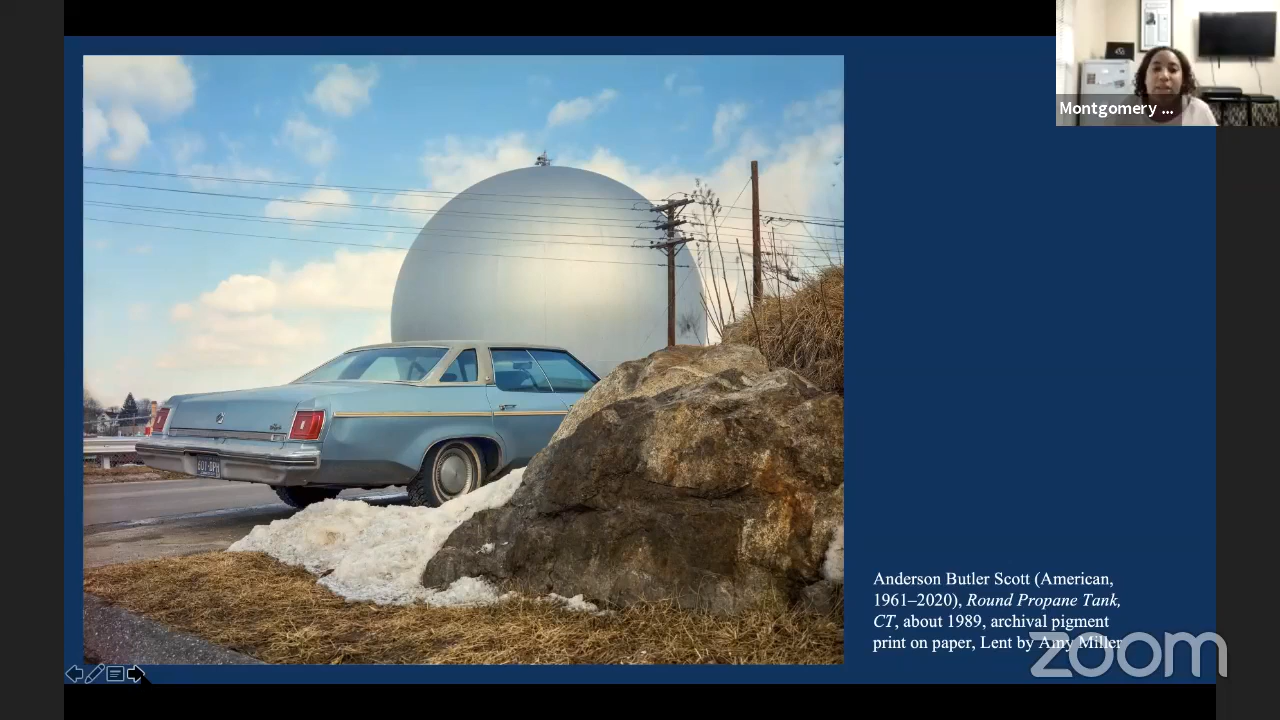 Montgomery ...
Anderson Butler Scott (American,
1961–2020), Round Propane Tank,
CT, about 1989, archival pigment
print on paper, Lent by Amy Miller
zoom